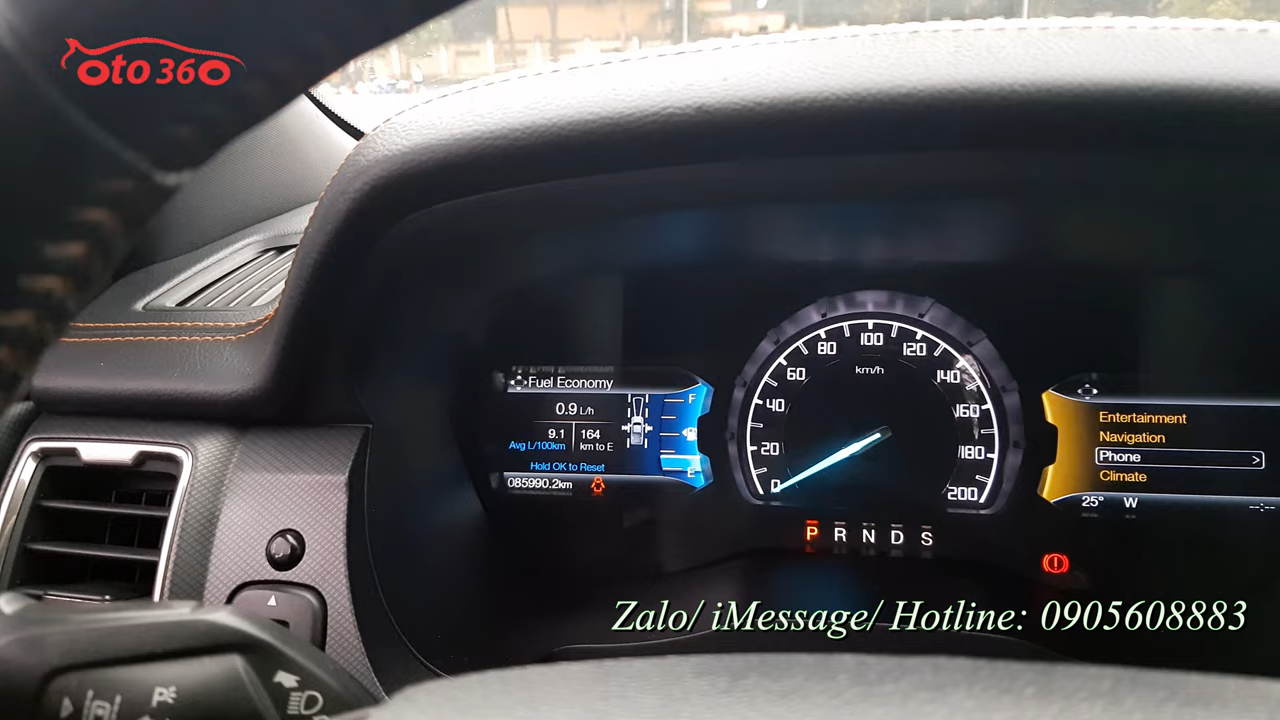 oto360
Fuel Economy
0.9 L/h
9.1
Avg L/100km
164
km to E
Hold OK to Reset
085990.2km
F
E
0
20
40
60
80
100
120
140
160
180
200
km/h
P R N D S
Entertainment
Navigation
Phone >
Climate
25° W
--:--
Zalo/ iMessage/ Hotline: 0905608883